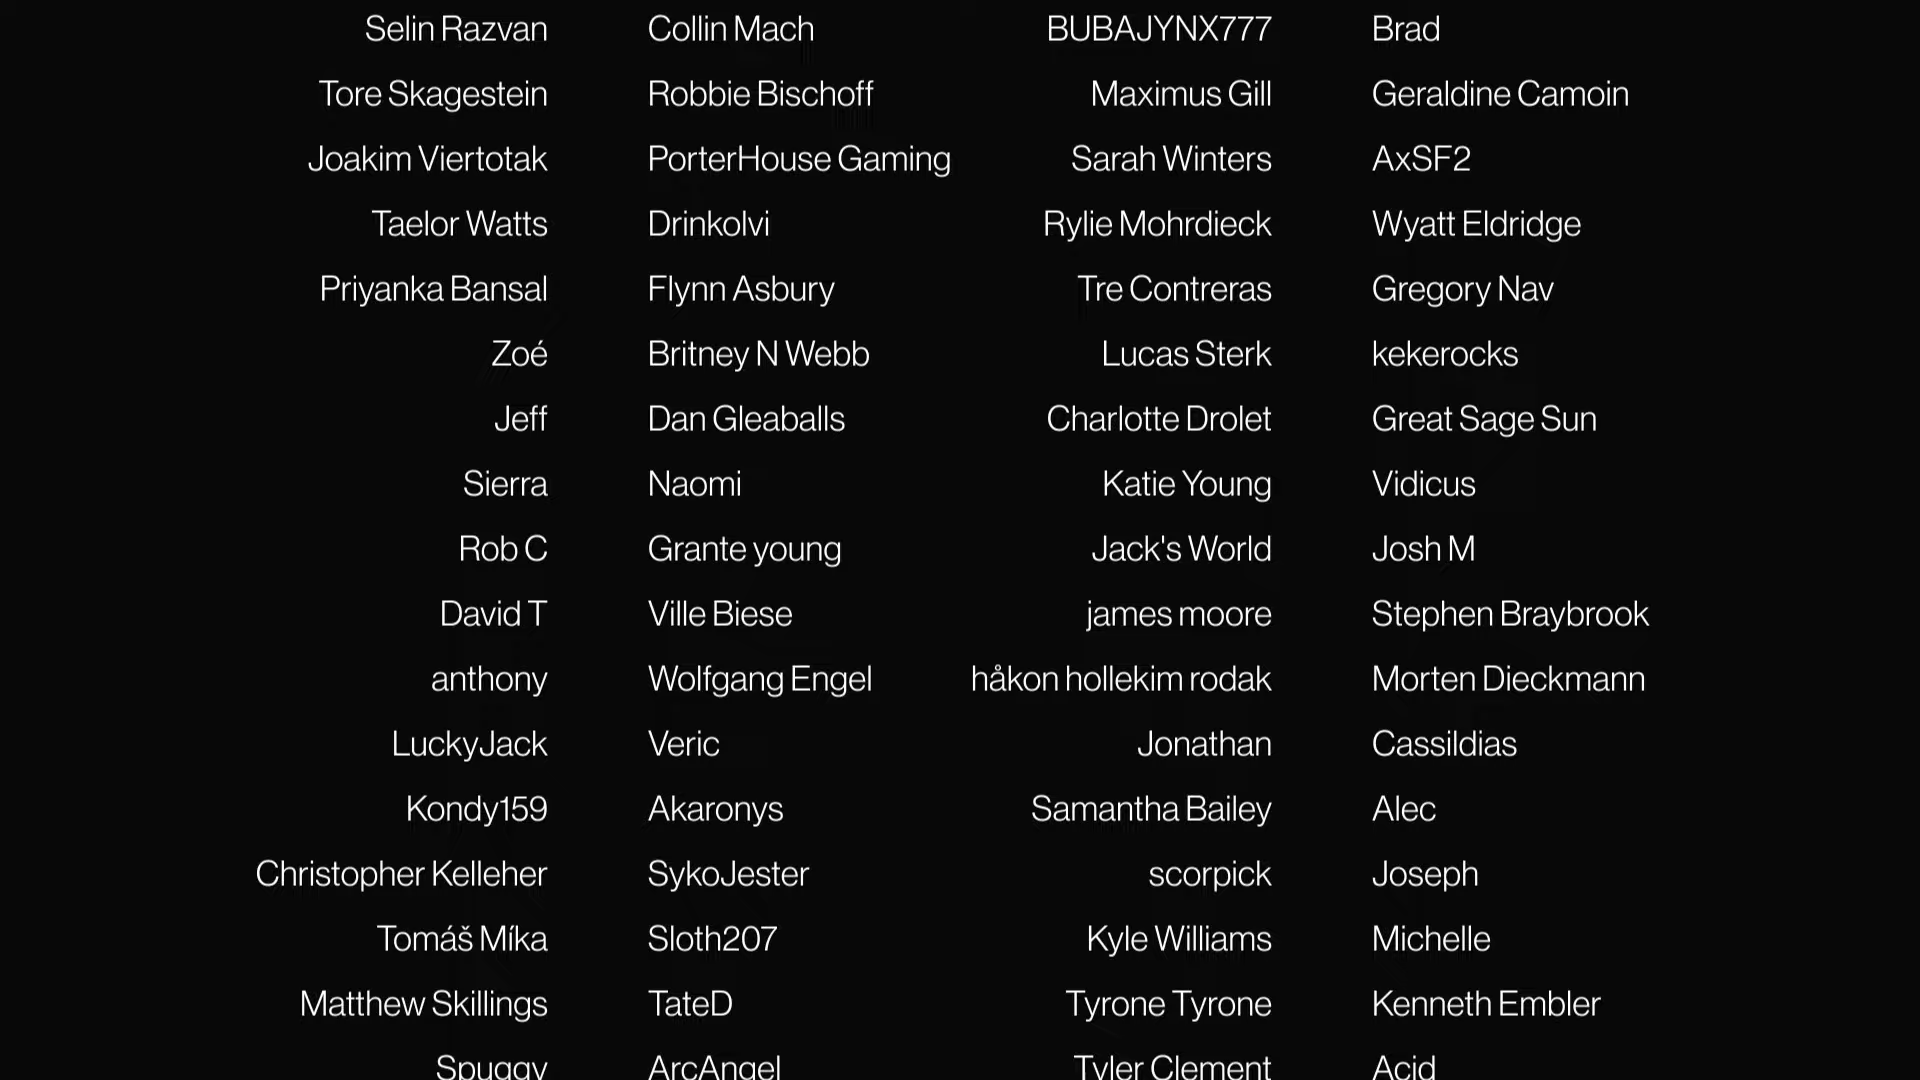 Selin Razvan Collin Mach BUBAJYNX777 Brad
Tore Skagestein Robbie Bischoff Maximus Gill Geraldine Camoin
Joakim Viertotak PorterHouse Gaming Sarah Winters AxSF2
Taelor Watts Drinkolvi Rylie Mohrdieck Wyatt Eldridge
Priyanka Bansal Flynn Asbury Tre Contreras Gregory Nav
Zoé Britney N Webb Lucas Sterk kekerocks
Jeff Dan Gleaballs Charlotte Drolet Great Sage Sun
Sierra Naomi Katie Young Vidicus
Rob C Grante young Jack's World Josh M
David T Ville Biese james moore Stephen Braybrook
anthony Wolfgang Engel håkon hollekim rodak Morten Dieckmann
LuckyJack Veric Jonathan Cassildias
Kondy159 Akaronys Samantha Bailey Alec
Christopher Kelleher SykoJester scorpick Joseph
Tomáš Míka Sloth207 Kyle Williams Michelle
Matthew Skillings TateD Tyrone Tyrone Kenneth Embler
Spuggy ArcAngel Tyler Clement Acid